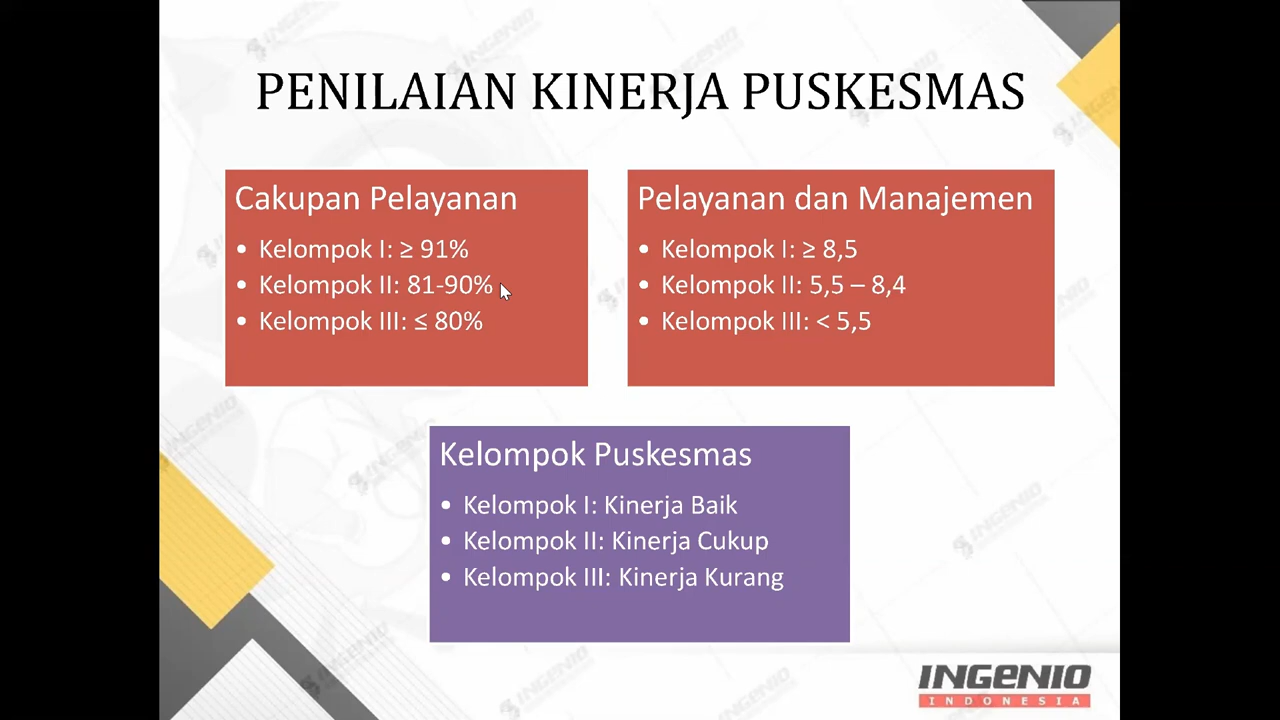 PENILAIAN KINERJA PUSKESMAS
Cakupan Pelayanan
• Kelompok I: ≥ 91%
• Kelompok II: 81-90%
• Kelompok III: ≤ 80%
Pelayanan dan Manajemen
• Kelompok I: ≥ 8,5
• Kelompok II: 5,5 – 8,4
• Kelompok III: < 5,5
Kelompok Puskesmas
• Kelompok I: Kinerja Baik
• Kelompok II: Kinerja Cukup
• Kelompok III: Kinerja Kurang
INGENIO
INDONESIA